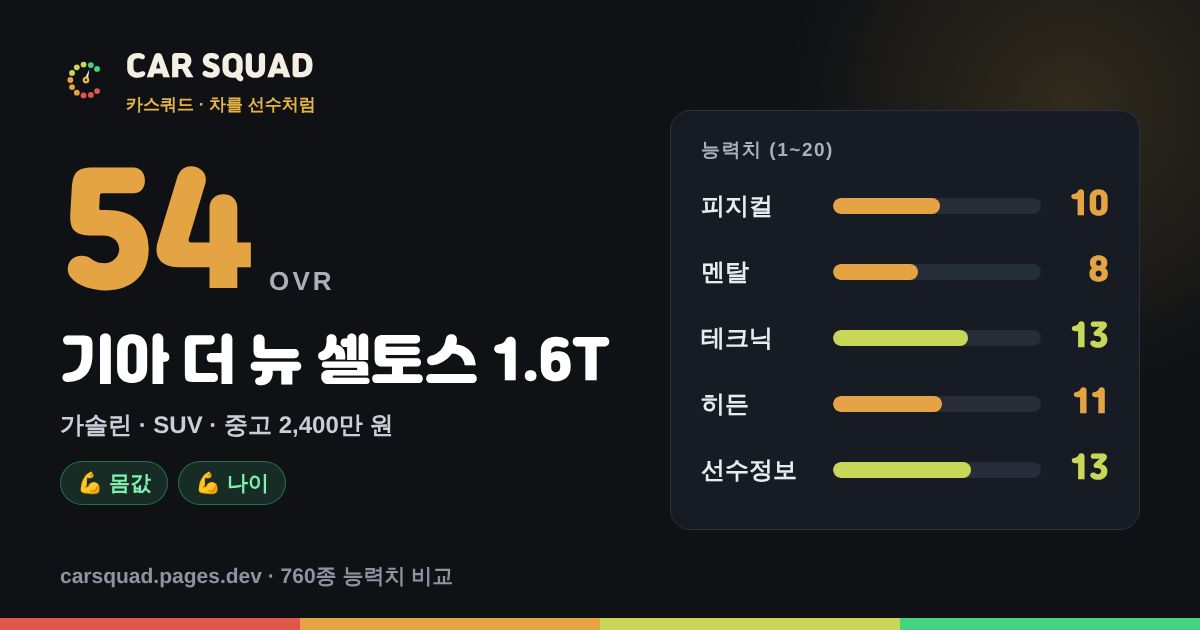 CAR SQUAD
카스쿼드 · 차를 선수처럼
54 OVR
기아 더 뉴 셀토스 1.6T
가솔린 · SUV · 중고 2,400만 원
💪 몸값 💪 나이
carsquad.pages.dev · 760종 능력치 비교
능력치 (1~20)
피지컬 10
멘탈 8
테크닉 13
히든 11
선수정보 13